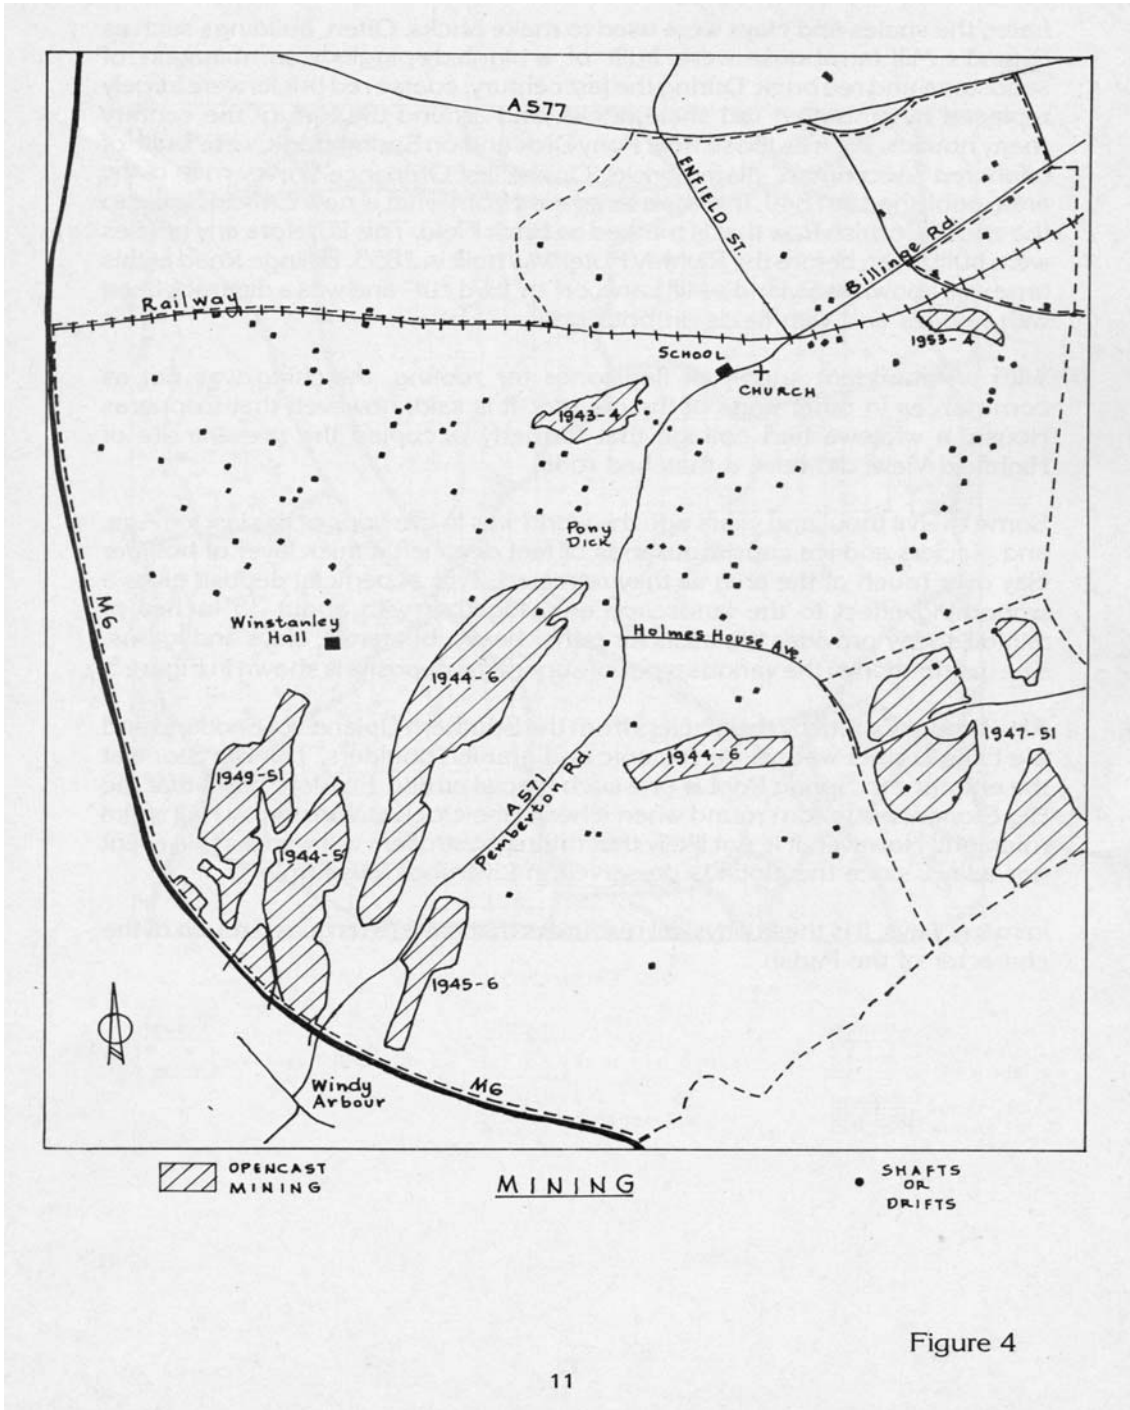 A577
ENFIELD ST.
Billinge Rd.
Railway
1953-4
SCHOOL
CHURCH
1943-4
Pony
Dick
M6
Winstanley
Hall
Holmes House Ave.
1944-6
1947-51
1944-6
1949-51
A571
Pemberton Rd.
1944-5
1945-6
M6
Windy
Arbour
OPENCAST
MINING
MINING
SHAFTS
OR
DRIFTS
Figure 4
11